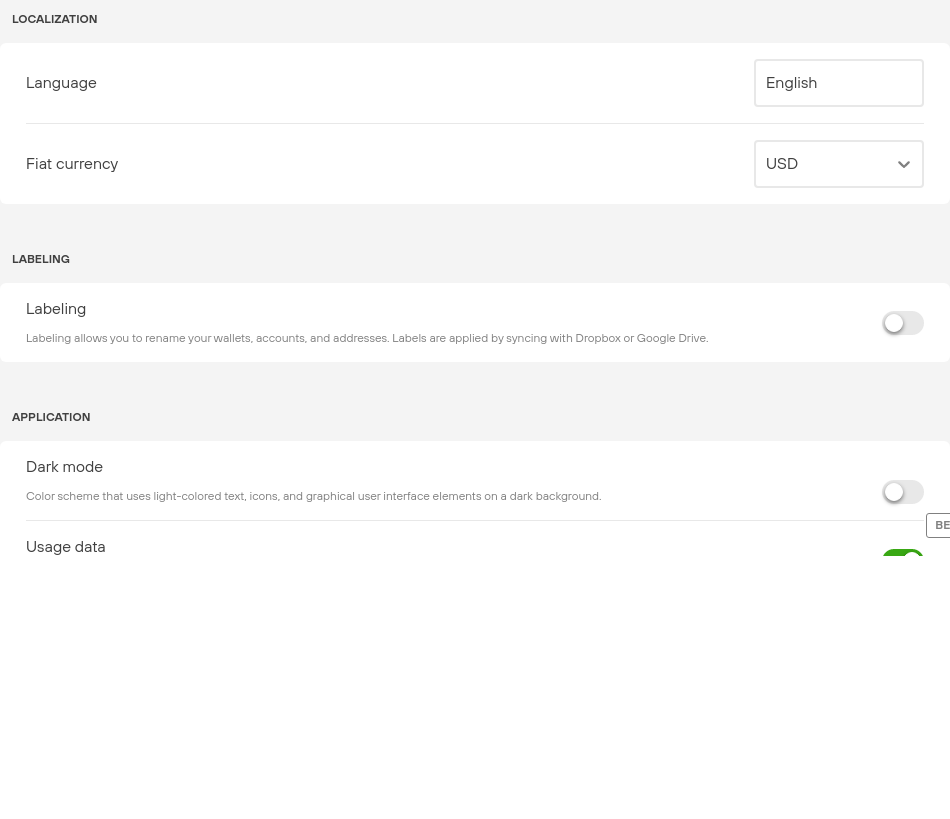 LOCALIZATION
Language
English
Fiat currency
USD
LABELING
Labeling
Labeling allows you to rename your wallets, accounts, and addresses. Labels are applied by syncing with Dropbox or Google Drive.
APPLICATION
Dark mode
Color scheme that uses light-colored text, icons, and graphical user interface elements on a dark background.
Usage data